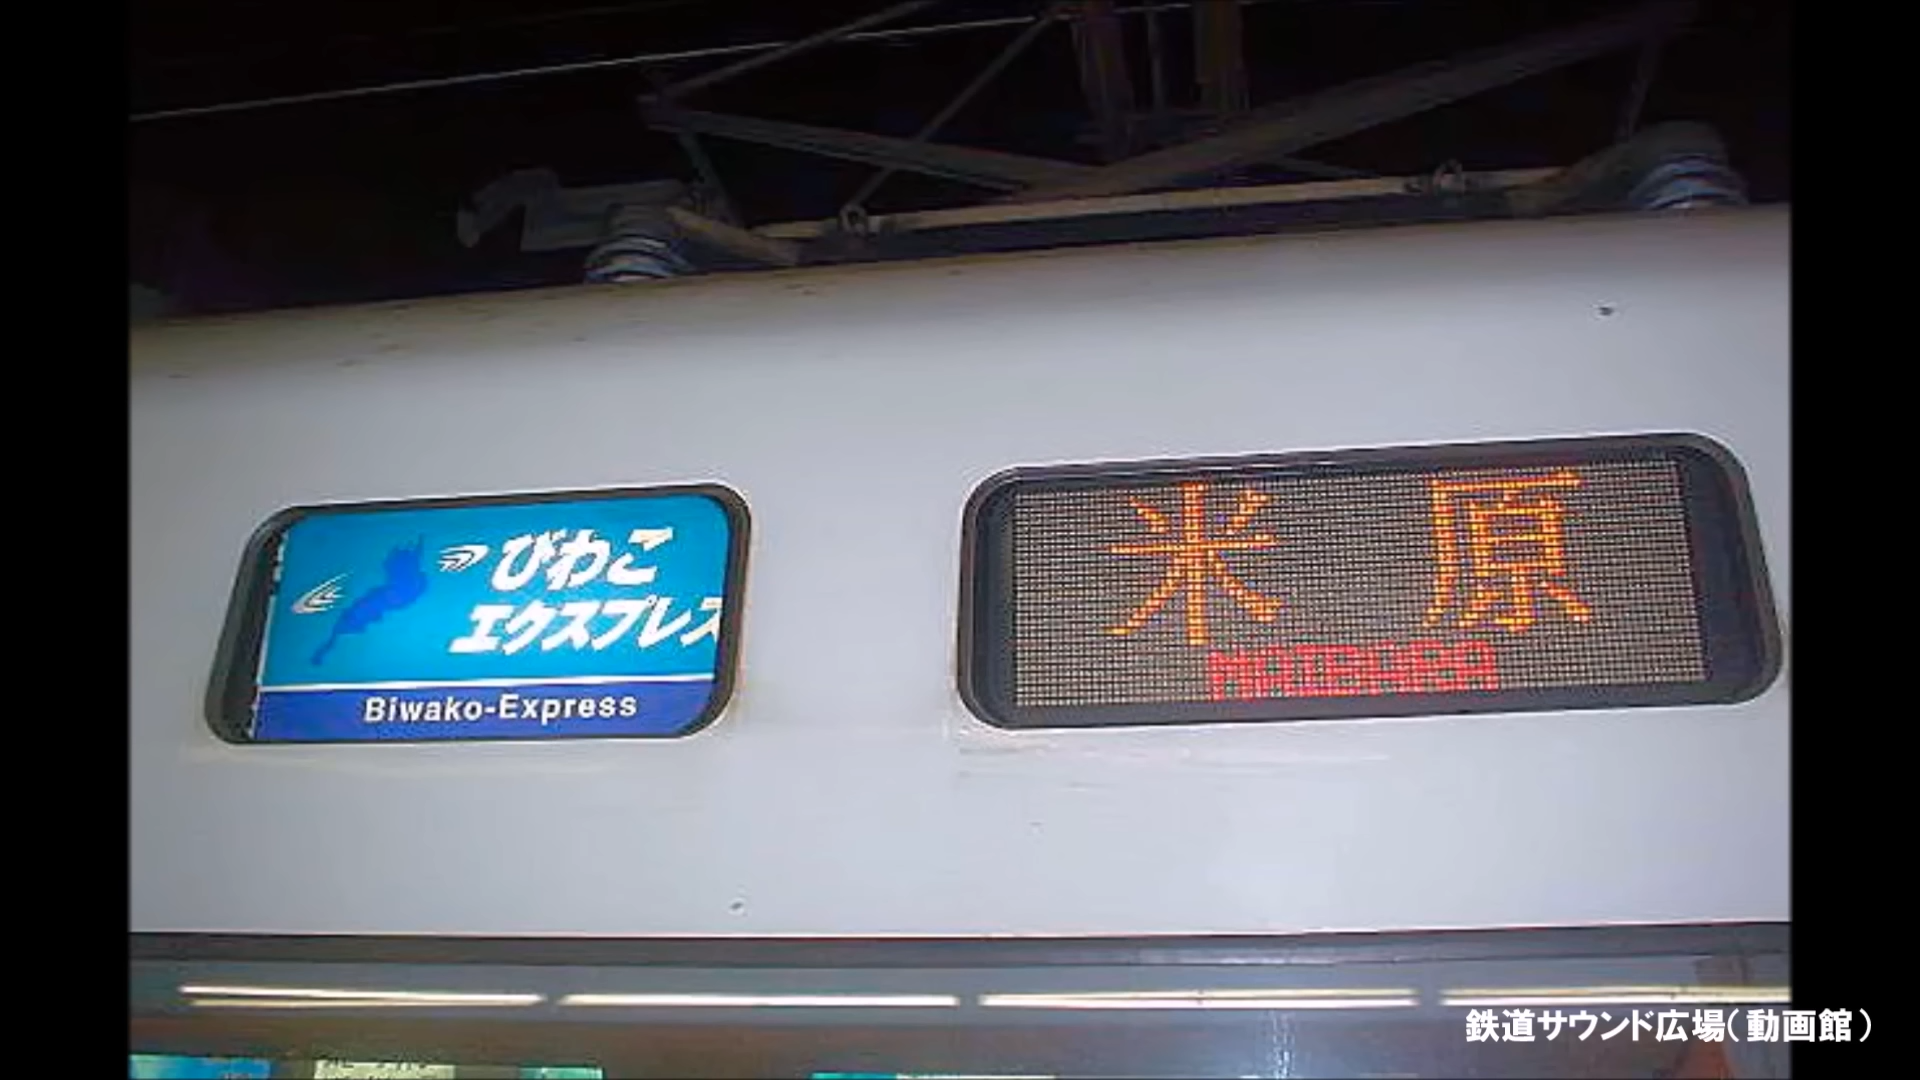 びわこ
エクスプレス
Biwako-Express
米原
MAIBARA
鉄道サウンド広場(動画館)